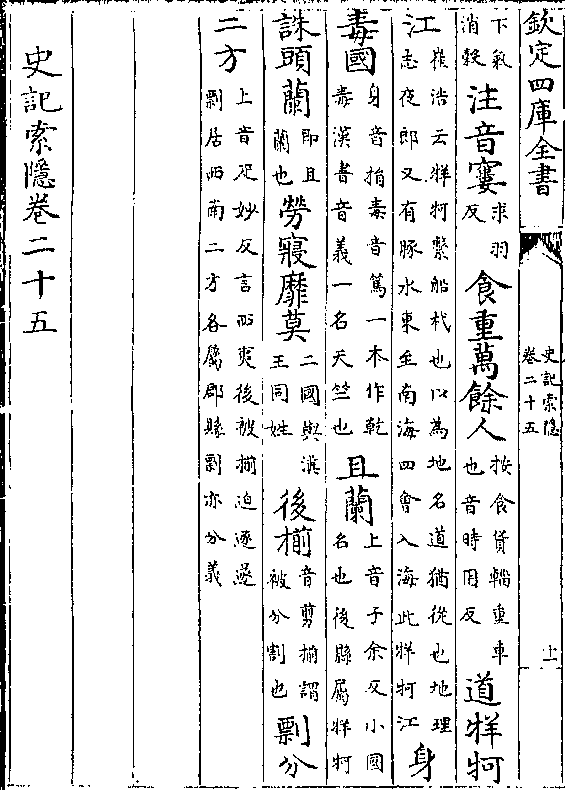 欽定四庫全書 史記索隱 卷二十五 上
下氣消穀 注音窶 求羽反 食重萬餘人 按食貨輜重車也音時用反 道牂牁
江 崔浩云牂牁繫船杙也以為地名道猶從也地理志夜郎又有豚水東至南海四會入海此牂牁江 身
毒國 身音捐毒音篤一木作乾毒漢書音義一名天竺也 且蘭 上音子余反小國名也後縣屬牂牁
誅頭蘭 即且蘭也 勞寢靡莫 二國與滇王同姓 後揃 音剪揃謂被分割也 剽分
二方 上音疋妙反言西夷後被揃迫逐遂剽居西南二方各屬郡縣剽亦分義
史記索隱卷二十五